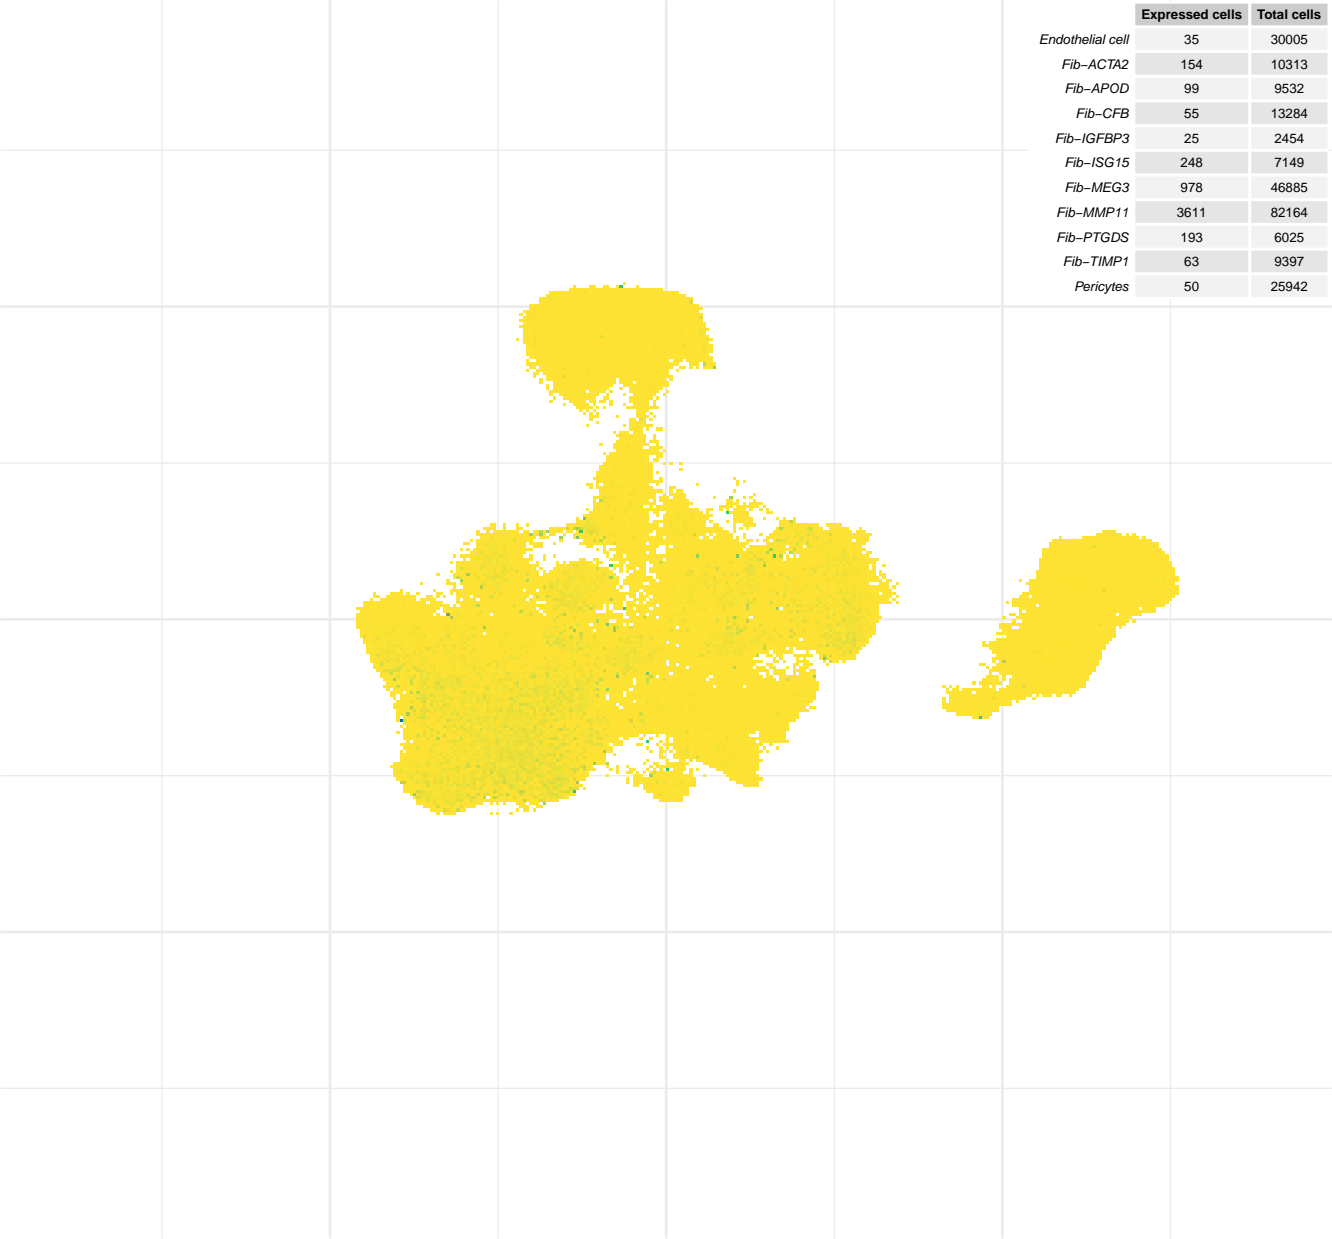 Expressed cells Total cells
Endothelial cell 35 30005
Fib−ACTA2 154 10313
Fib−APOD 99 9532
Fib−CFB 55 13284
Fib−IGFBP3 25 2454
Fib−ISG15 248 7149
Fib−MEG3 978 46885
Fib−MMP11 3611 82164
Fib−PTGDS 193 6025
Fib−TIMP1 63 9397
Pericytes 50 25942